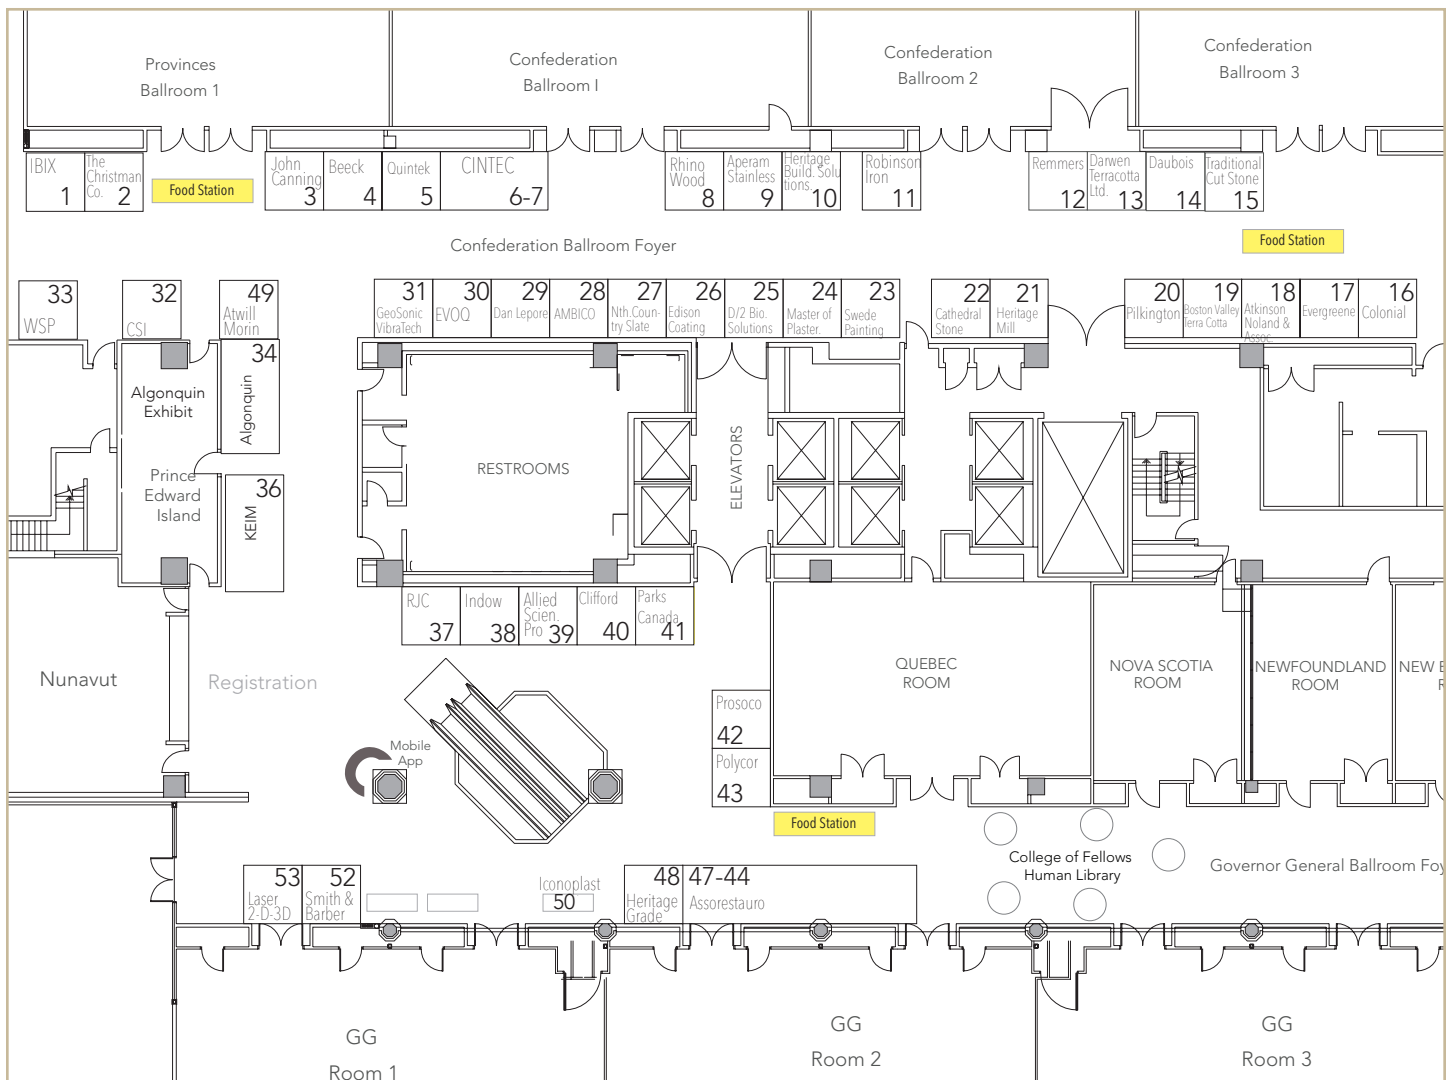 Provinces
Ballroom 1
Confederation
Ballroom I
Confederation
Ballroom 2
Confederation
Ballroom 3
IBIX
1
The
Christman
Co.
2
Food Station
John
Canning
3
Beeck
4
Quintek
5
CINTEC
6-7
Rhino
Wood
8
Aperam
Stainless
9
Heritage
Build. Solu
tions.
10
Robinson
Iron
11
Remmers
12
Darwen
Terracotta
Ltd.
13
Daubois
14
Traditional
Cut Stone
15
Confederation Ballroom Foyer
Food Station
33
WSP
32
CSI
49
Atwill
Morin
31
GeoSonic
VibraTech
30
EVOQ
29
Dan Lepore
28
AMBICO
27
Nth.Coun-
try Slate
26
Edison
Coating
25
D/2 Bio.
Solutions
24
Master of
Plaster.
23
Swede
Painting
22
Cathedral
Stone
21
Heritage
Mill
20
Pilkington
19
Boston Valley
Terra Cotta
18
Atkinson
Noland &
Assoc.
17
Evergreene
16
Colonial
34
Algonquin
Algonquin
Exhibit
Prince
Edward
Island
36
KEIM
RESTROOMS
ELEVATORS
RJC
37
Indow
38
Allied
Scien.
Pro
39
Clifford
40
Parks
Canada
41
Nunavut
Registration
Mobile
App
Prosoco
42
Polycor
43
QUEBEC
ROOM
NOVA SCOTIA
ROOM
NEWFOUNDLAND
ROOM
NEW
Food Station
College of Fellows
Human Library
Governor General Ballroom Foy
53
Laser
2-D-3D
52
Smith &
Barber
Iconoplast
50
48
Heritage
Grade
47-44
Assorestauro
GG
Room 1
GG
Room 2
GG
Room 3